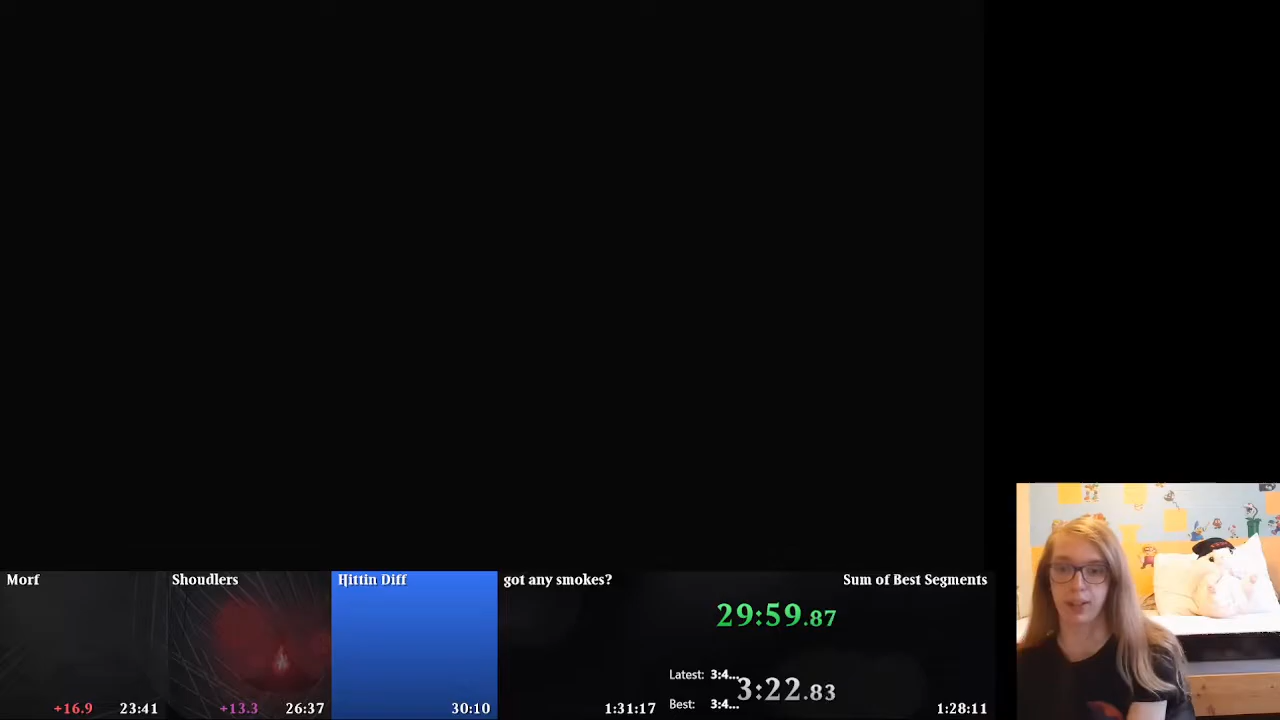 Morf
+16.9 23:41
Shoudlers
+13.3 26:37
Hittin Diff
30:10
got any smokes?
1:31:17
29:59.87
Latest: 3:4...
Best: 3:4...
3:22.83
Sum of Best Segments
1:28:11